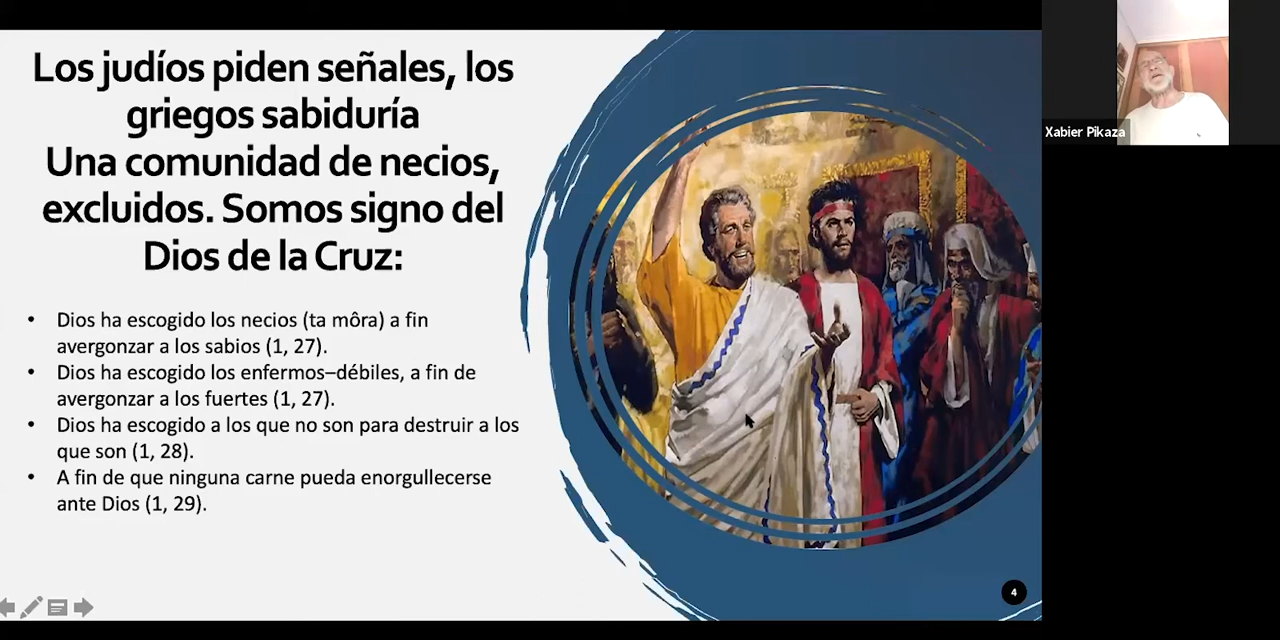 Los judíos piden señales, los
griegos sabiduría
Una comunidad de necios,
excluidos. Somos signo del
Dios de la Cruz:
• Dios ha escogido los necios (ta môra) a fin
avergonzar a los sabios (1, 27).
• Dios ha escogido los enfermos–débiles, a fin de
avergonzar a los fuertes (1, 27).
• Dios ha escogido a los que no son para destruir a los
que son (1, 28).
• A fin de que ninguna carne pueda enorgullecerse
ante Dios (1, 29).
4
Xabier Pikaza